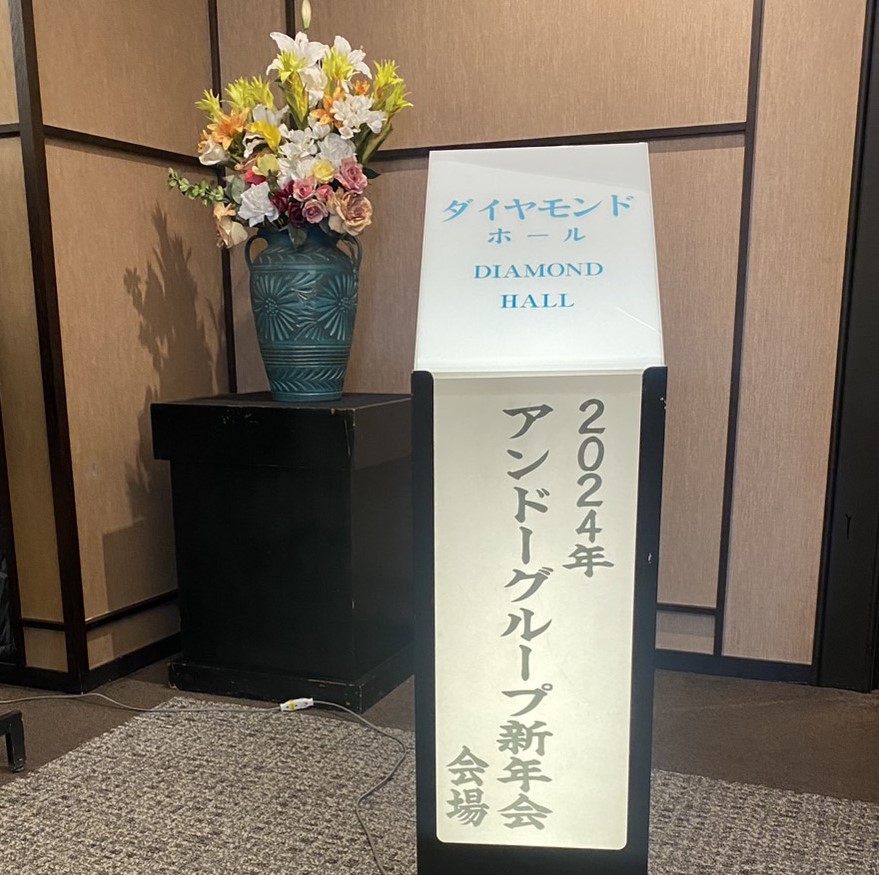 ダイヤモンド
ホール
DIAMOND
HALL
2024年
アンドーグループ新年会
会場